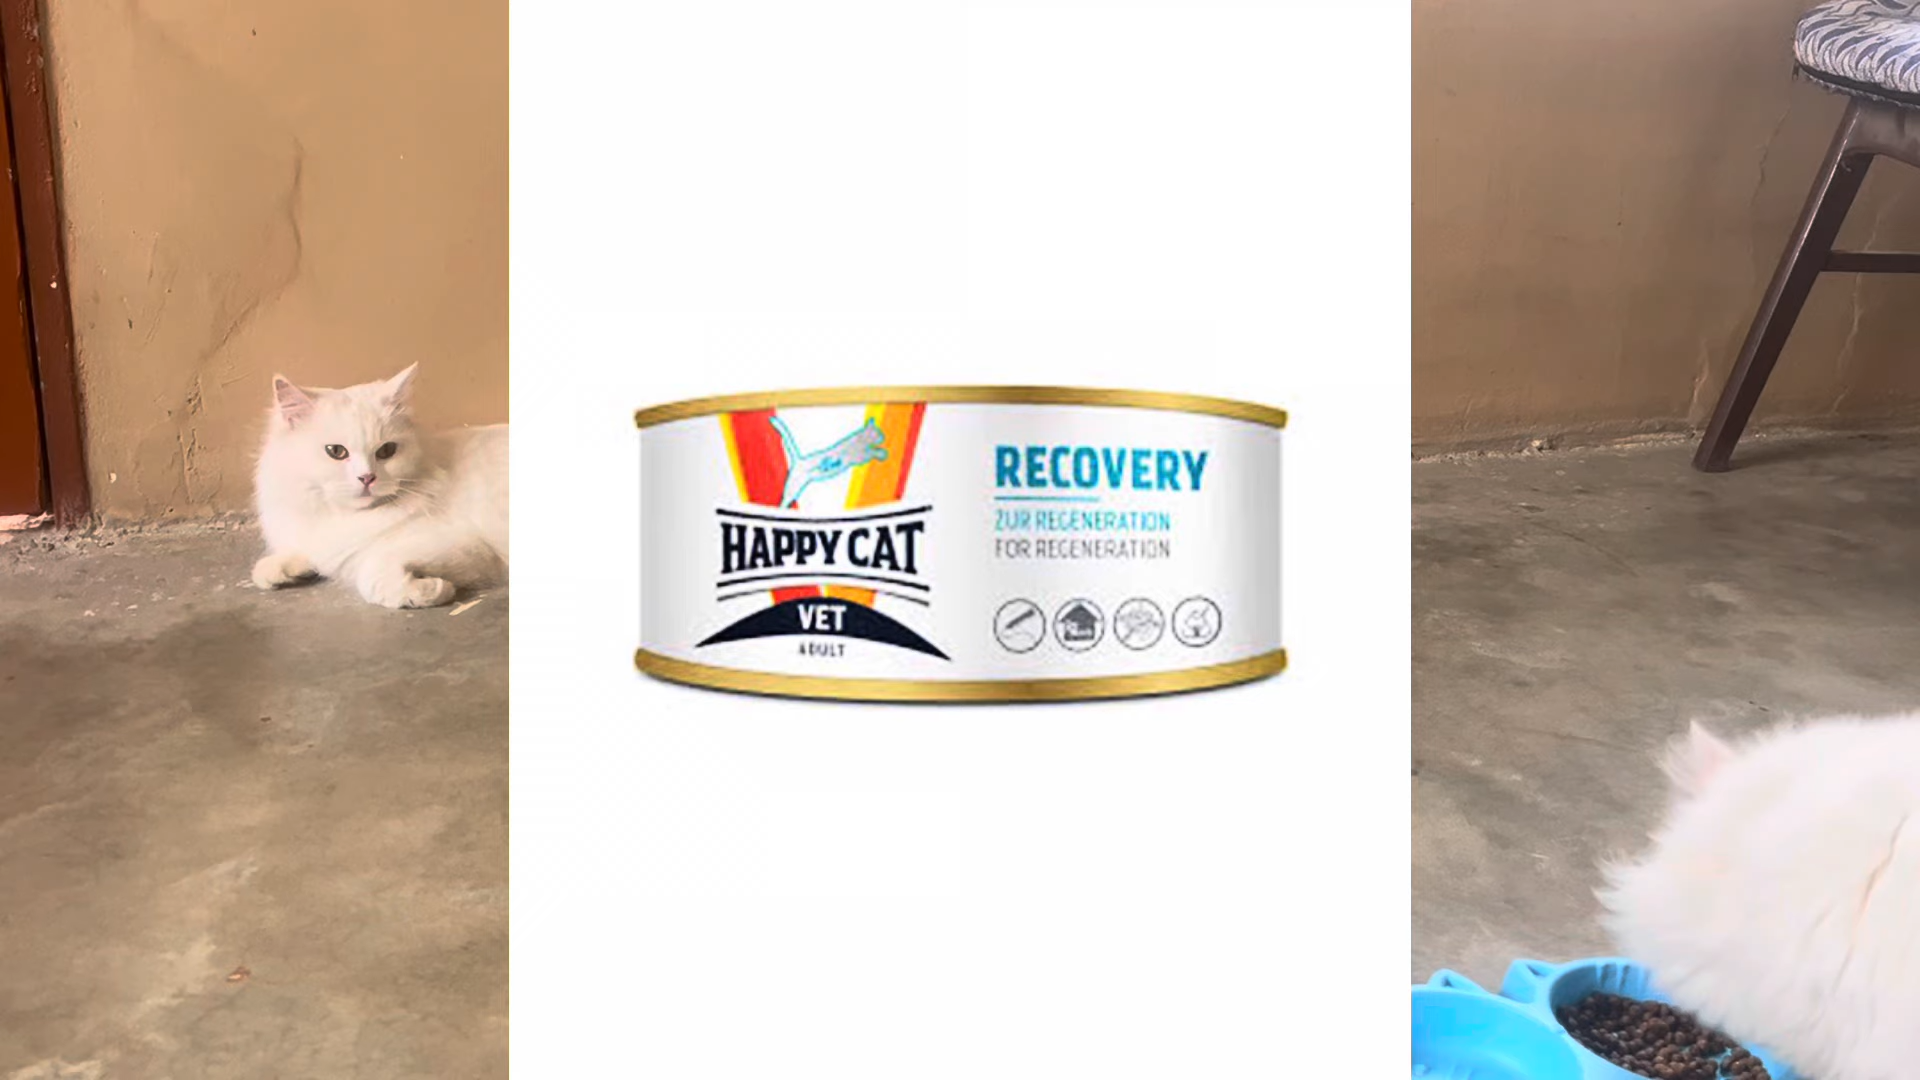 HAPPY CAT
VET
ADULT
RECOVERY
ZUR REGENERATION
FOR REGENERATION